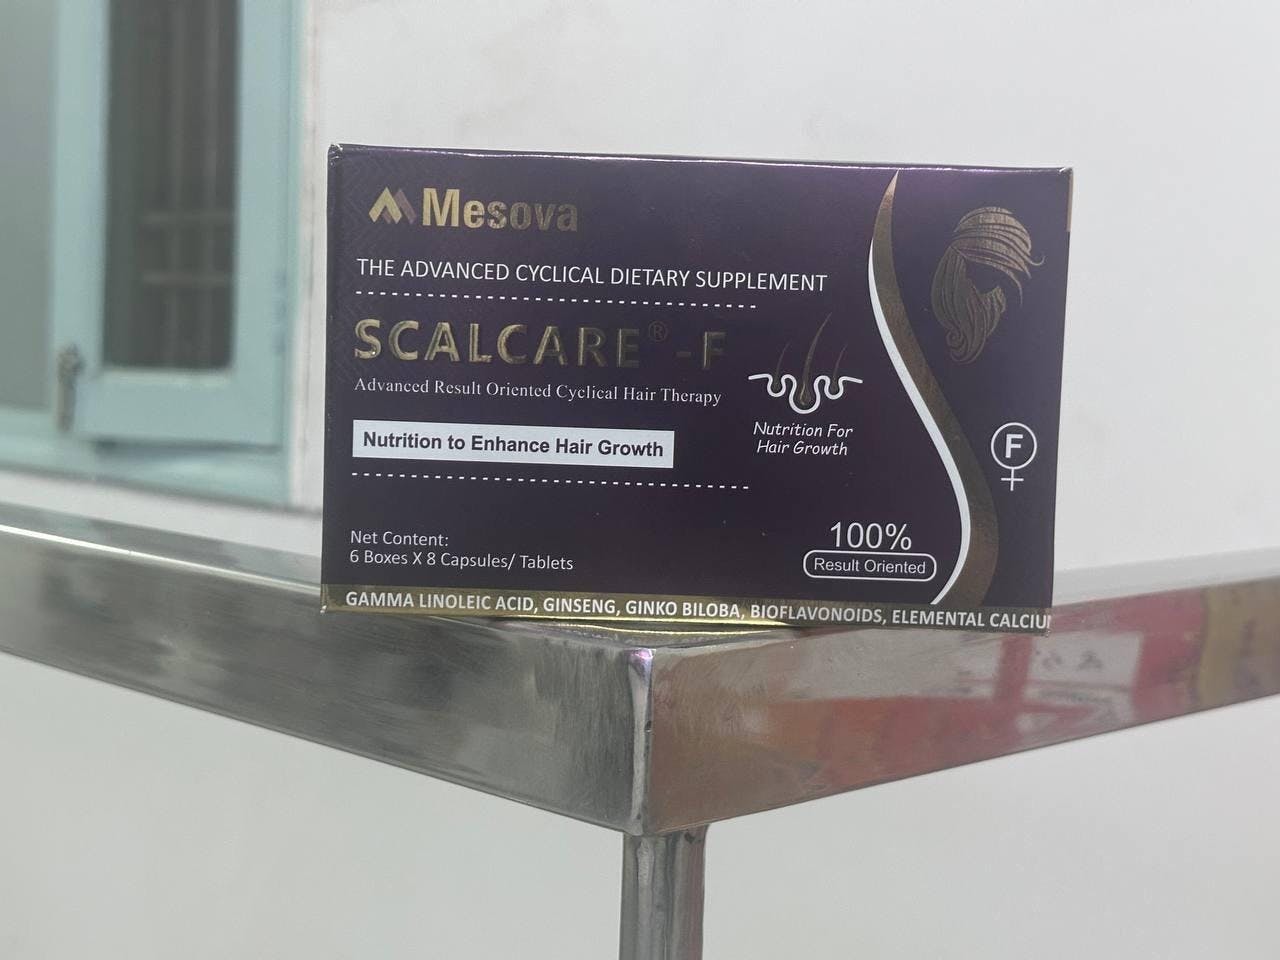 Mesova
THE ADVANCED CYCLICAL DIETARY SUPPLEMENT
SCALCARE® -F
Advanced Result Oriented Cyclical Hair Therapy
Nutrition to Enhance Hair Growth
Nutrition For
Hair Growth
F
Net Content:
6 Boxes X 8 Capsules/ Tablets
100%
Result Oriented
GAMMA LINOLEIC ACID, GINSENG, GINKO BILOBA, BIOFLAVONOIDS, ELEMENTAL CALCIU